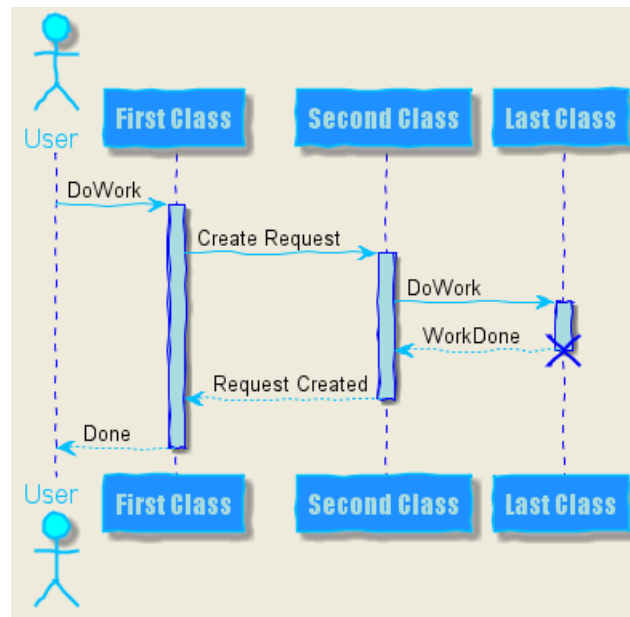 User
First Class
Second Class
Last Class
DoWork
Create Request
DoWork
WorkDone
Request Created
Done
User
First Class
Second Class
Last Class